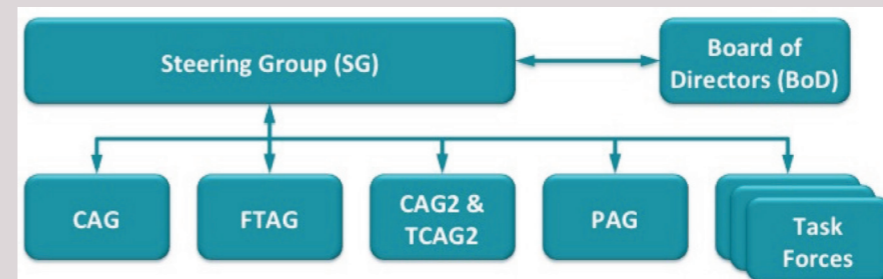 Steering Group (SG)
Board of
Directors (BoD)
CAG
FTAG
CAG2 &
TCAG2
PAG
Task
Forces